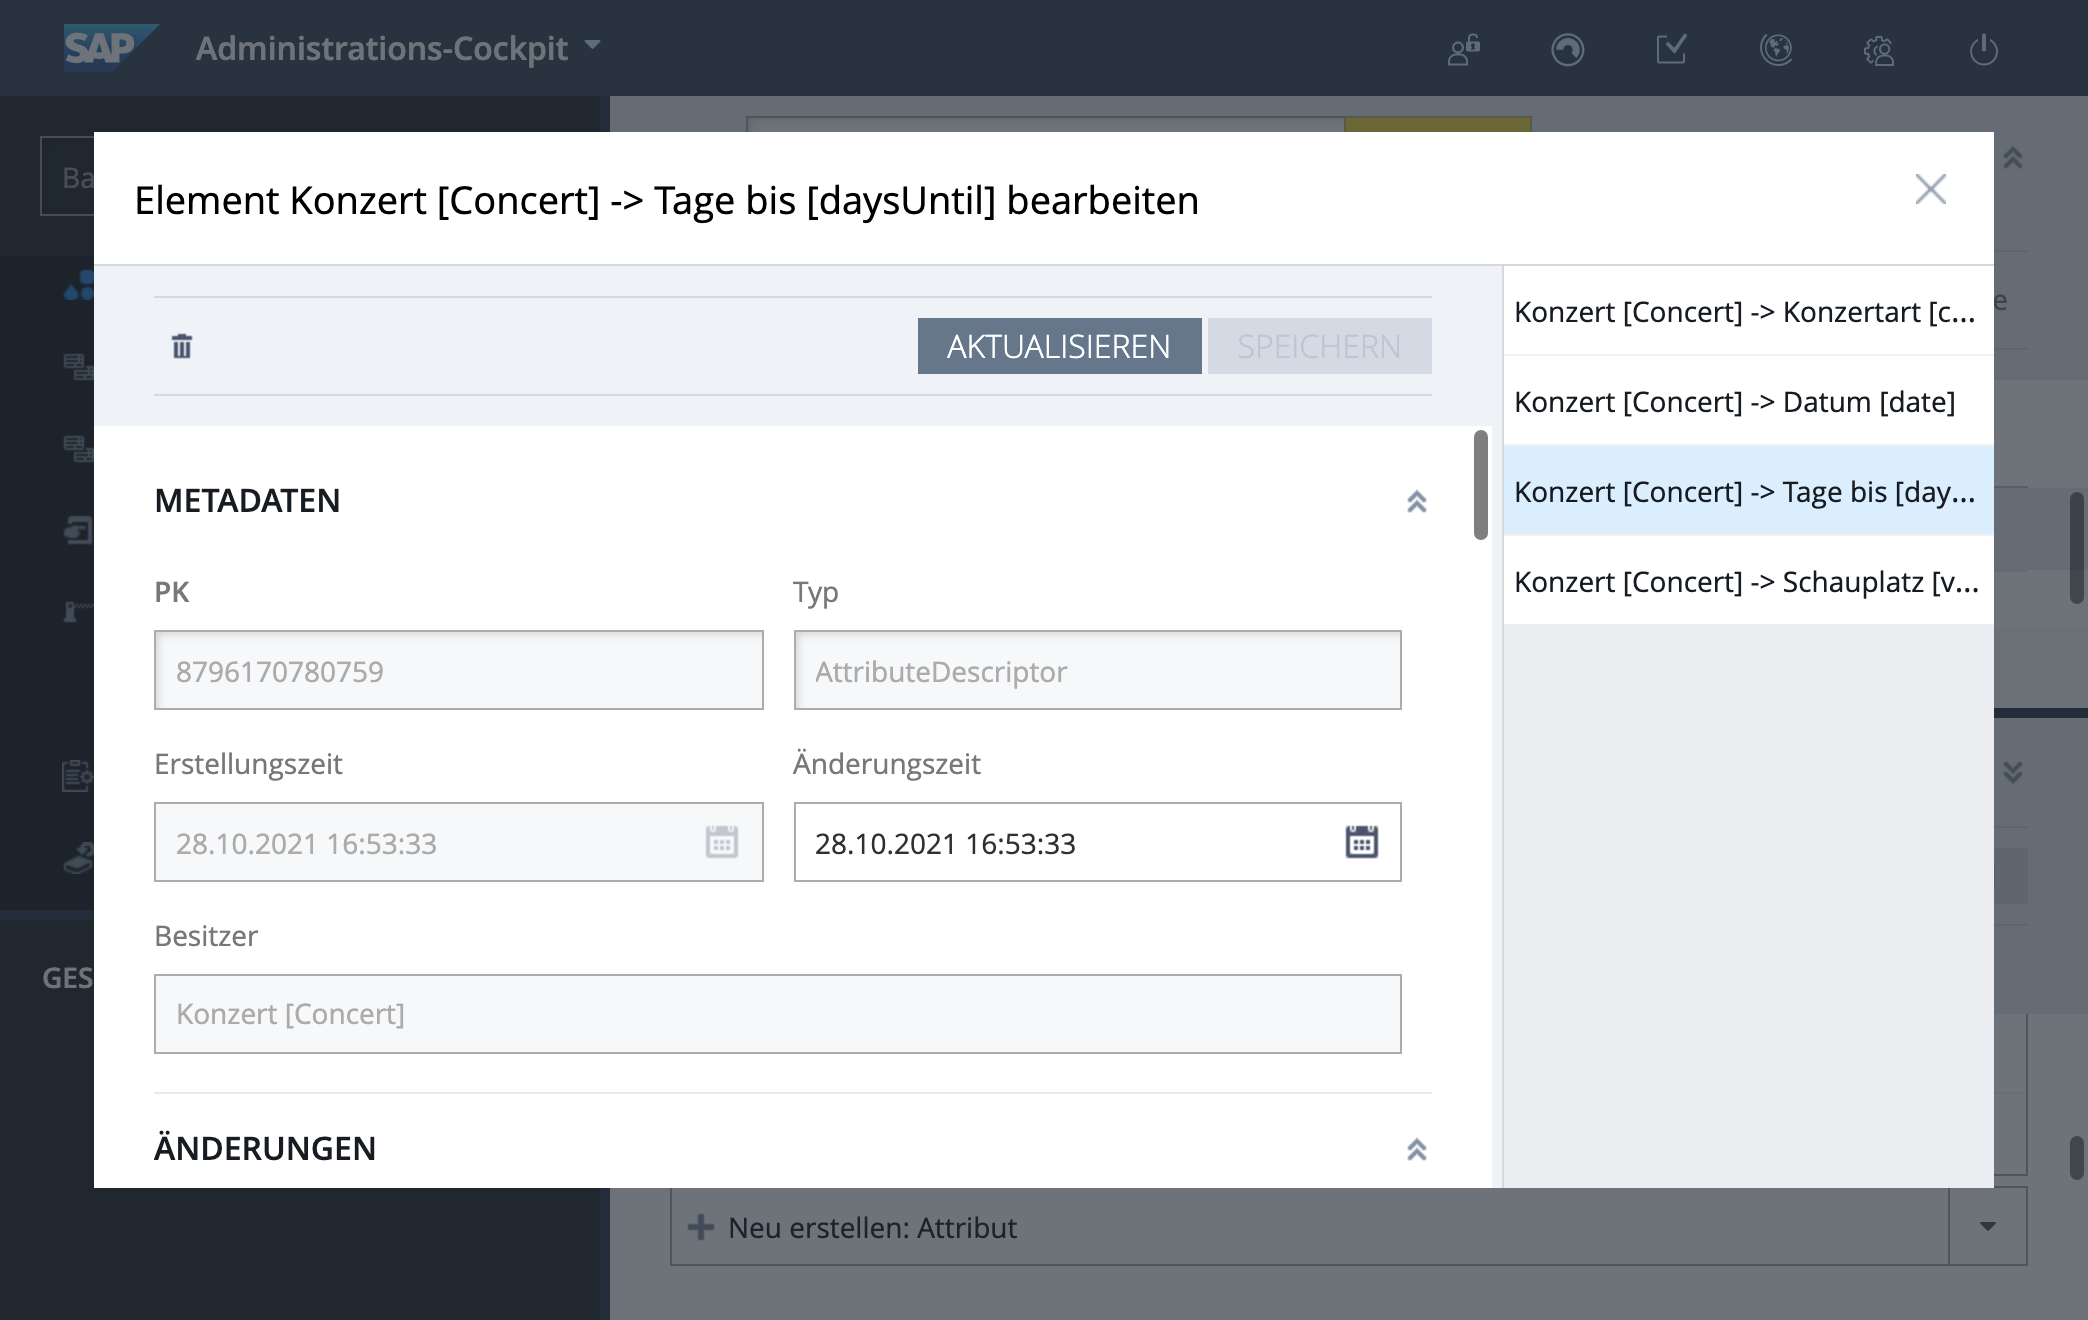 SAP Administrations-Cockpit
Ba
Element Konzert [Concert] -> Tage bis [daysUntil] bearbeiten
AKTUALISIEREN SPEICHERN
METADATEN
PK Typ
8796170780759 AttributeDescriptor
Erstellungszeit Änderungszeit
28.10.2021 16:53:33 28.10.2021 16:53:33
Besitzer
Konzert [Concert]
ÄNDERUNGEN
Konzert [Concert] -> Konzertart [c...
Konzert [Concert] -> Datum [date]
Konzert [Concert] -> Tage bis [day...
Konzert [Concert] -> Schauplatz [v...
e
GES
Neu erstellen: Attribut